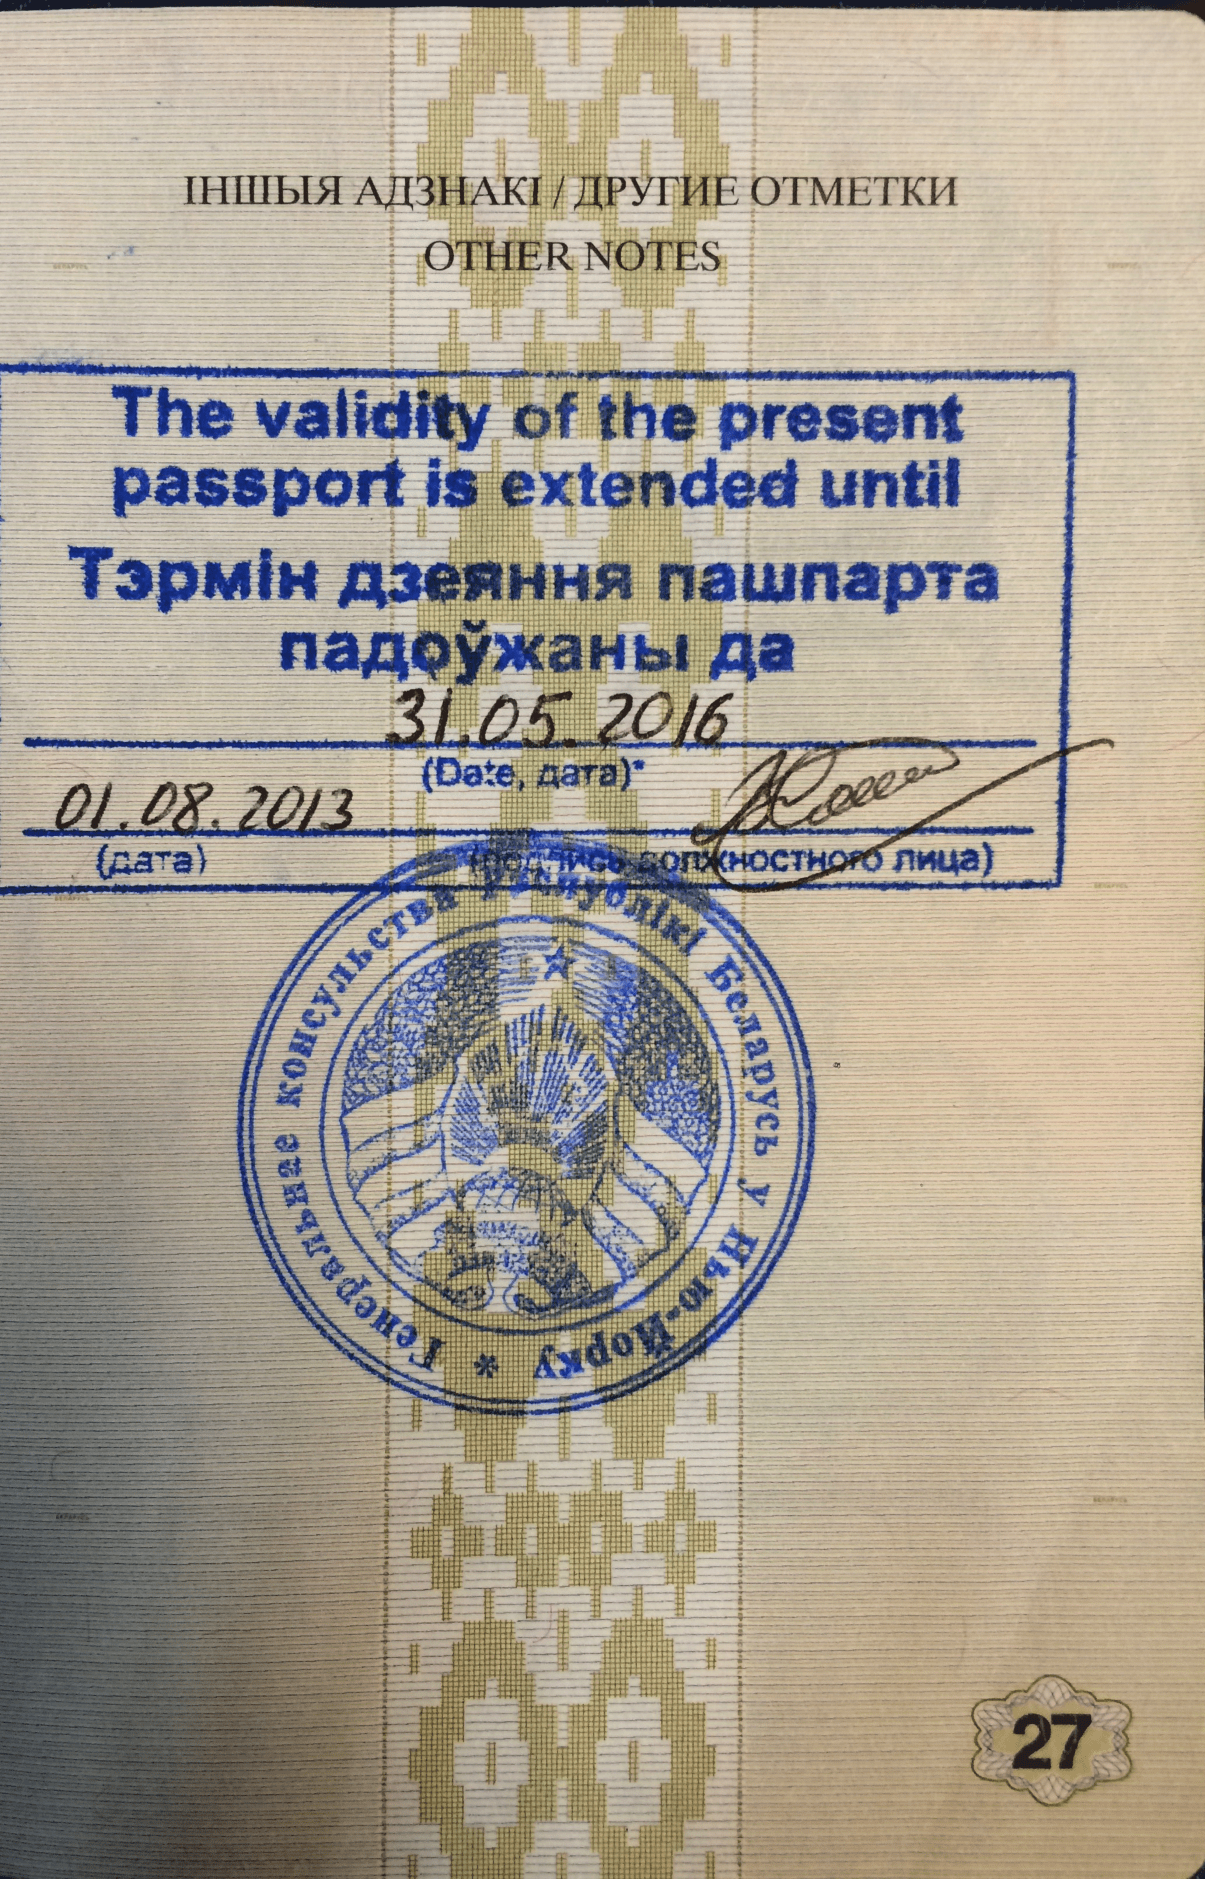 ІНШЫЯ АДЗНАКІ / ДРУГИЕ ОТМЕТКИ
OTHER NOTES
The validity of the present
passport is extended until
Тэрмін дзеяння пашпарта
падоўжаны да
31.05.2016
(Date, дата)*
01.08.2013
(дата)
(подпись должностного лица)
Генеральнае консульства Рэспублікі Беларусь у Нью-Йорку *
27